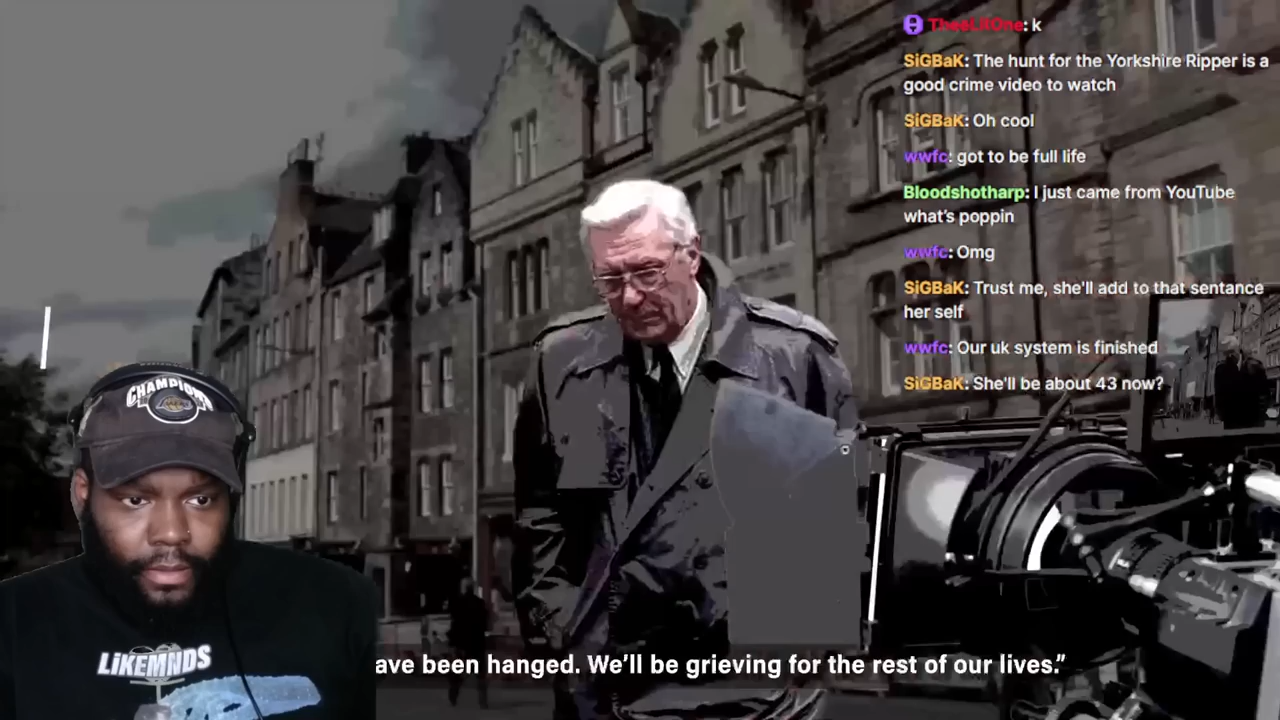 TheeLitOne: k
SiGBaK: The hunt for the Yorkshire Ripper is a
good crime video to watch
SiGBaK: Oh cool
wwfc: got to be full life
Bloodshotharp: I just came from YouTube
what's poppin
wwfc: Omg
SiGBaK: Trust me, she'll add to that sentance
her self
wwfc: Our uk system is finished
SiGBaK: She'll be about 43 now?
CHAMPIONS
LiKEMNDS
ave been hanged. We'll be grieving for the rest of our lives.”